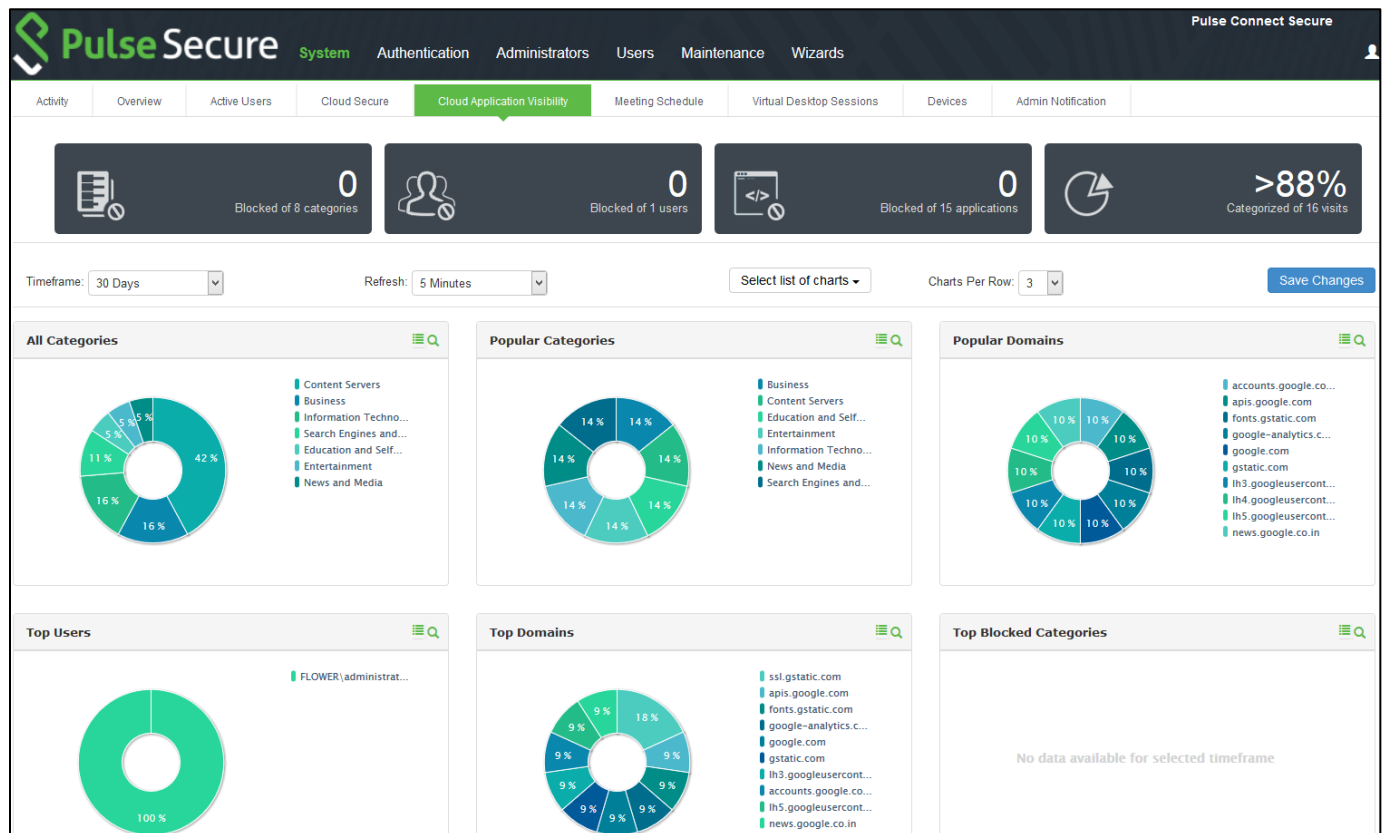 Pulse Connect Secure
Pulse Secure
System Authentication Administrators Users Maintenance Wizards
Activity Overview Active Users Cloud Secure Cloud Application Visibility Meeting Schedule Virtual Desktop Sessions Devices Admin Notification
0
Blocked of 8 categories
0
Blocked of 1 users
</>
0
Blocked of 15 applications
>88%
Categorized of 16 visits
Timeframe: 30 Days Refresh: 5 Minutes Select list of charts Charts Per Row: 3 Save Changes
All Categories
42 %
16 %
16 %
11 %
5 %
5 %
5 %
Content Servers
Business
Information Techno...
Search Engines and...
Education and Self...
Entertainment
News and Media
Popular Categories
14 %
14 %
14 %
14 %
14 %
14 %
14 %
Business
Content Servers
Education and Self...
Entertainment
Information Techno...
News and Media
Search Engines and...
Popular Domains
10 %
10 %
10 %
10 %
10 %
10 %
10 %
10 %
10 %
10 %
accounts.google.co...
apis.google.com
fonts.gstatic.com
google-analytics.c...
google.com
gstatic.com
lh3.googleusercont...
lh4.googleusercont...
lh5.googleusercont...
news.google.co.in
Top Users
100 %
FLOWER\administrat...
Top Domains
18 %
9 %
9 %
9 %
9 %
9 %
9 %
9 %
9 %
9 %
ssl.gstatic.com
apis.google.com
fonts.gstatic.com
google-analytics.c...
google.com
gstatic.com
lh3.googleusercont...
accounts.google.co...
lh5.googleusercont...
news.google.co.in
Top Blocked Categories
No data available for selected timeframe